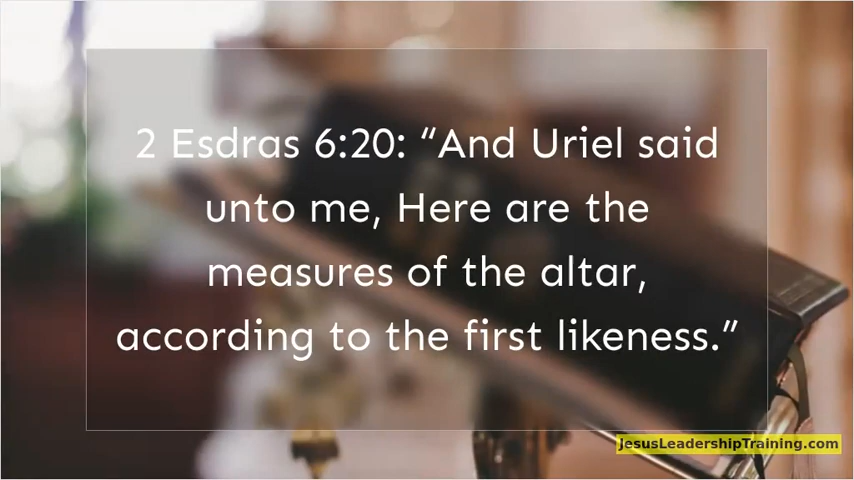 2 Esdras 6:20: “And Uriel said
unto me, Here are the
measures of the altar,
according to the first likeness.”
JesusLeadershipTraining.com